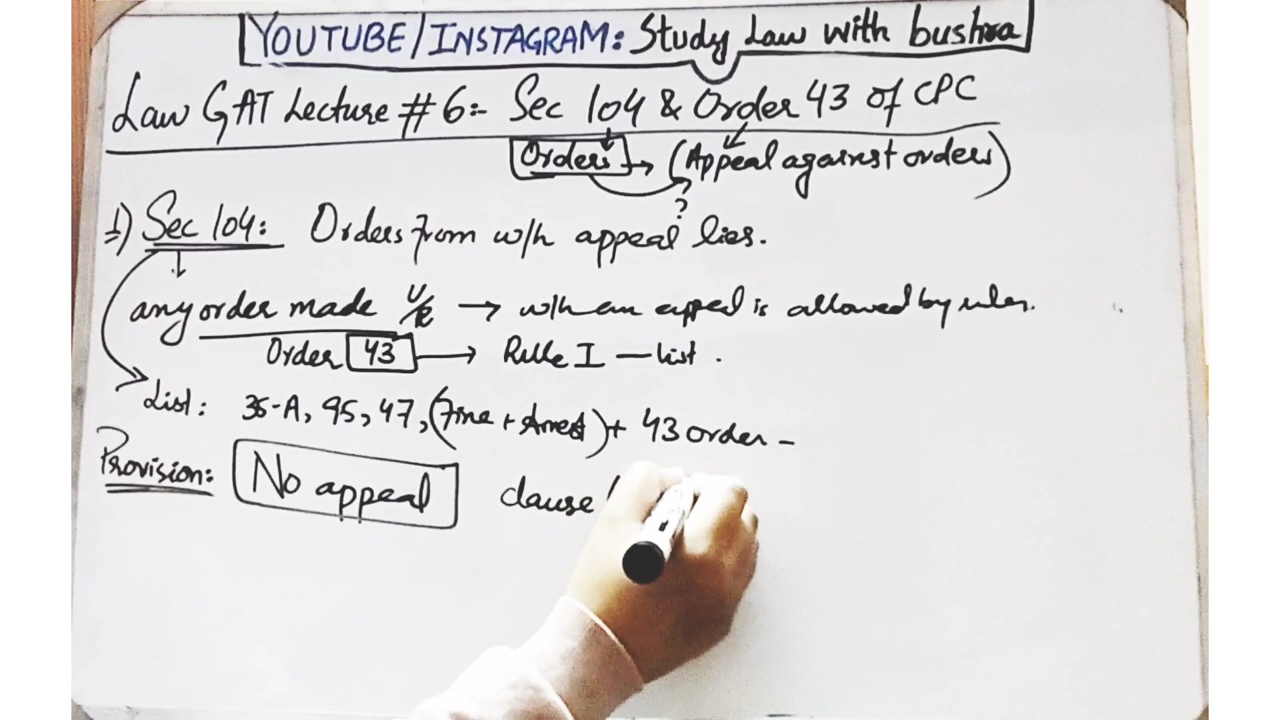 YOUTUBE/INSTAGRAM: Study Law with bushra
Law GAT Lecture # 6:- Sec 104 & Order 43 of CPC
Orders → (Appeal against orders)
?
1) Sec 104: Orders from w/h appeal lies.
any order made U/R → w/h an appeal is allowed by rules.
Order 43 → Rule I — list.
List: 35-A, 95, 47, (Fine + Arrest) + 43 order -
Provision: No appeal clause